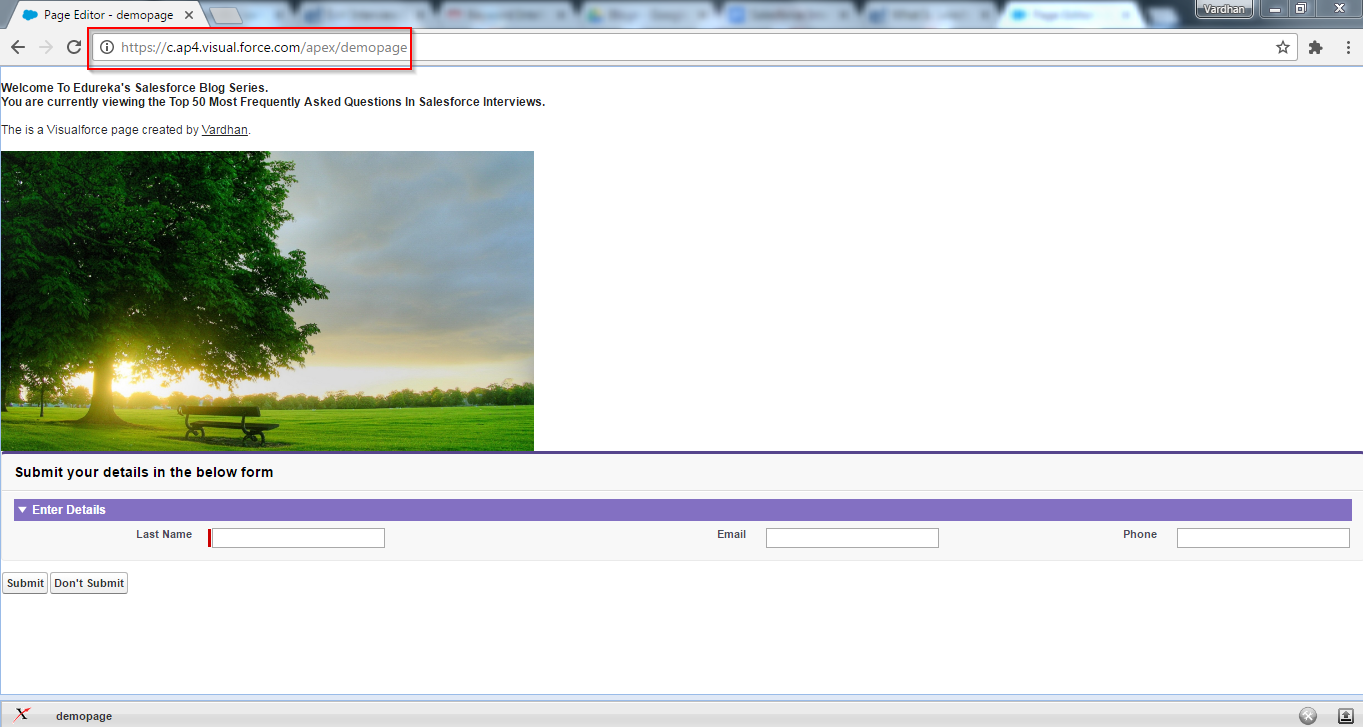 Page Editor - demopage
Vardhan
https://c.ap4.visual.force.com/apex/demopage
Welcome To Edureka's Salesforce Blog Series.
You are currently viewing the Top 50 Most Frequently Asked Questions In Salesforce Interviews.
The is a Visualforce page created by Vardhan.
Submit your details in the below form
Enter Details
Last Name Email Phone
Submit Don't Submit
demopage